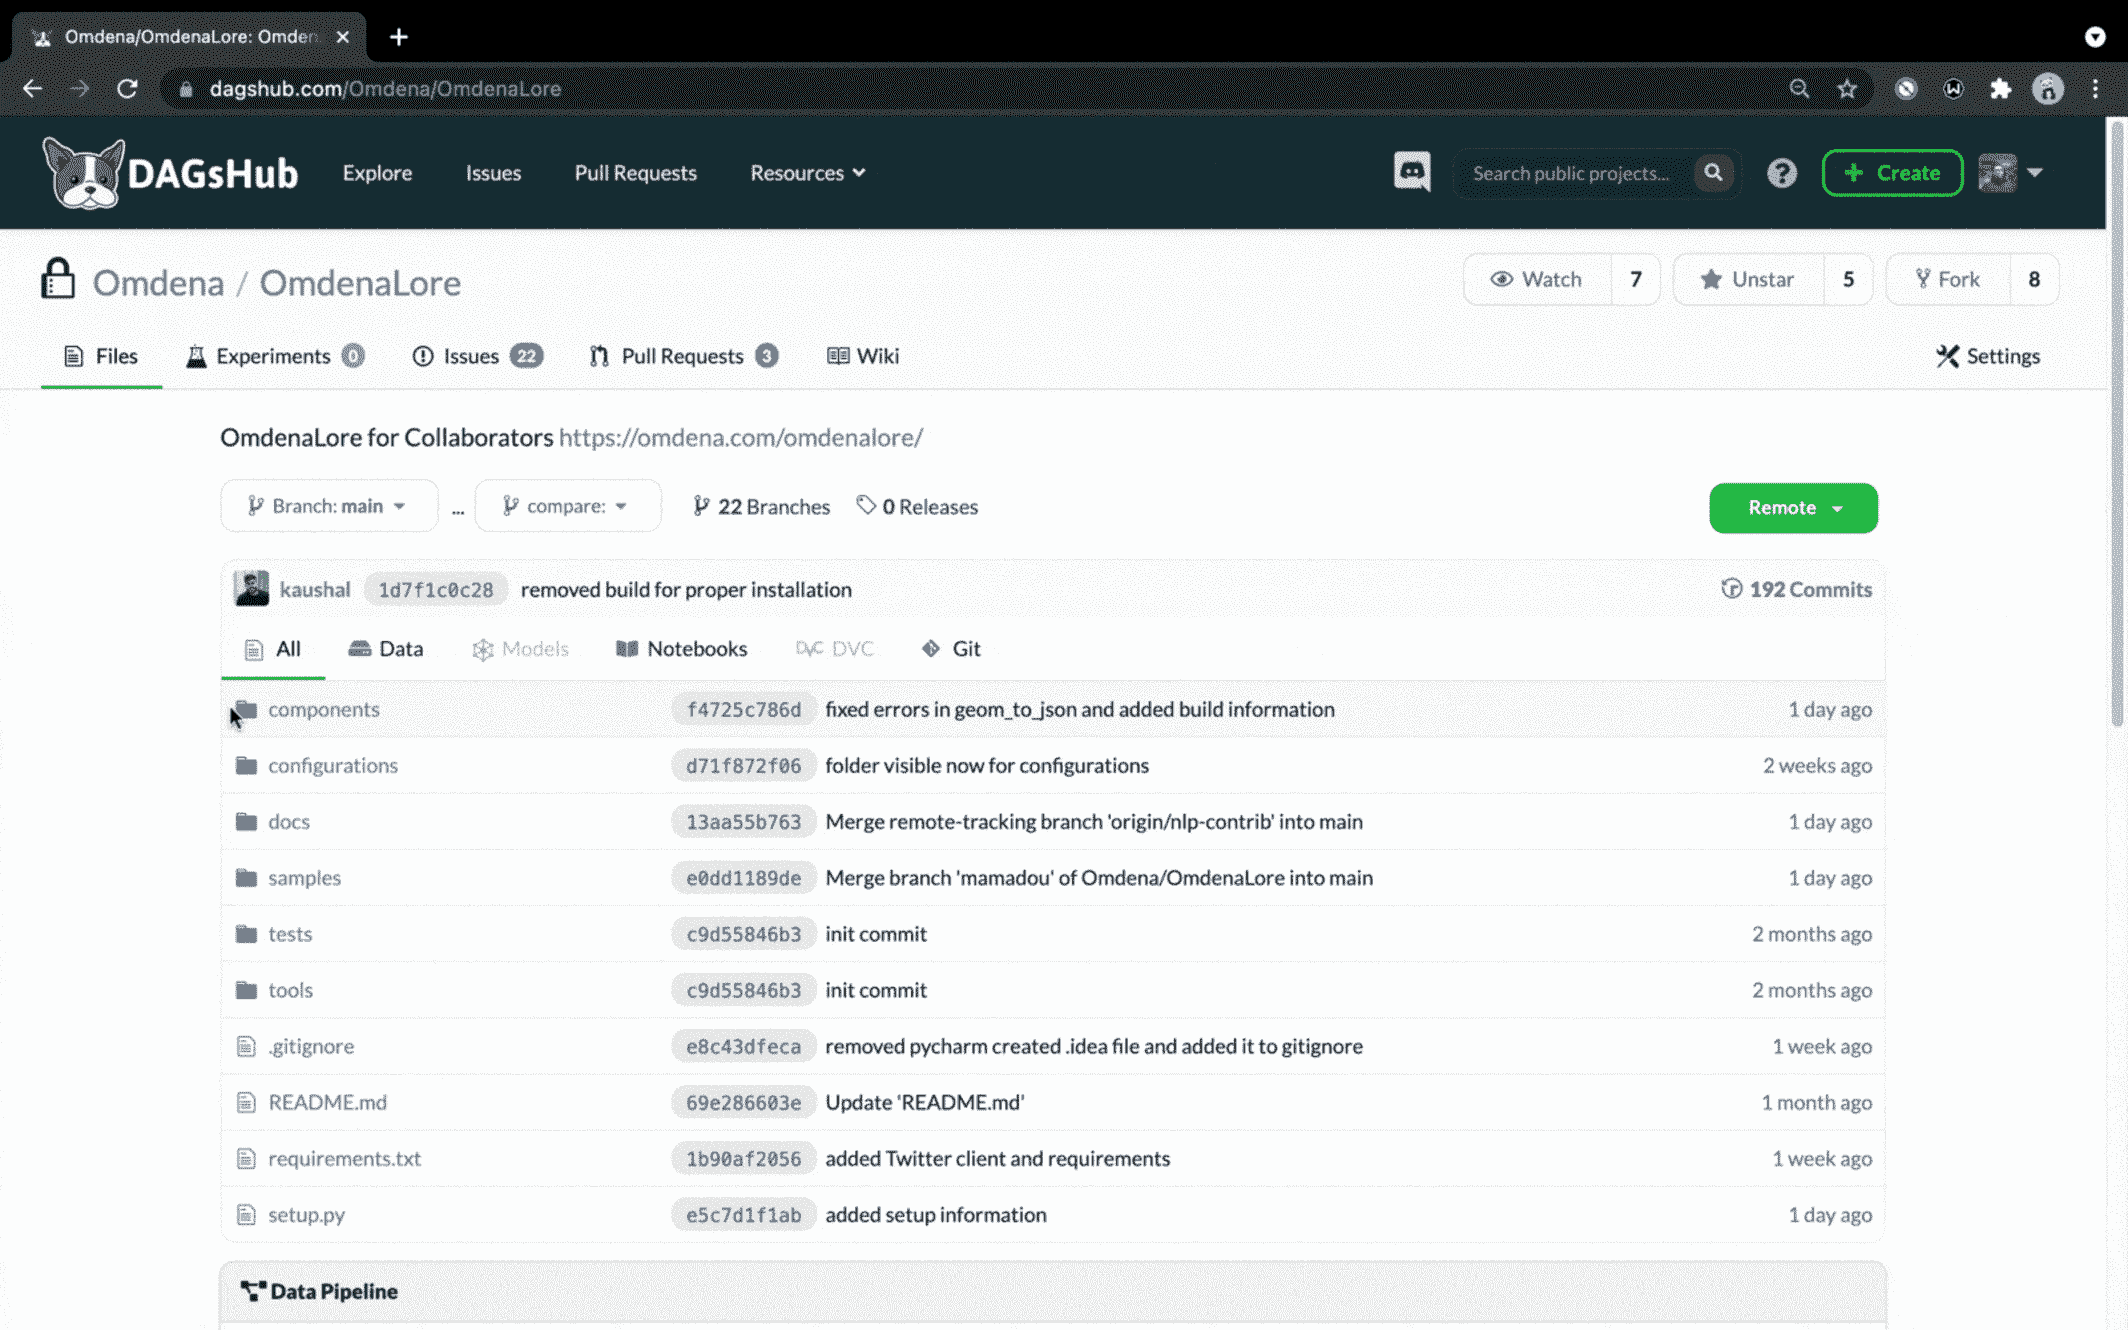 Omdena/OmdenaLore: Omden
dagshub.com/Omdena/OmdenaLore
DAGsHub Explore Issues Pull Requests Resources Search public projects... + Create
Omdena / OmdenaLore Watch 7 Unstar 5 Fork 8
Files Experiments 0 Issues 22 Pull Requests 3 Wiki Settings
OmdenaLore for Collaborators https://omdena.com/omdenalore/
Branch: main ... compare: 22 Branches 0 Releases Remote
kaushal 1d7f1c0c28 removed build for proper installation 192 Commits
All Data Models Notebooks DVC DVC Git
components f4725c786d fixed errors in geom_to_json and added build information 1 day ago
configurations d71f872f06 folder visible now for configurations 2 weeks ago
docs 13aa55b763 Merge remote-tracking branch 'origin/nlp-contrib' into main 1 day ago
samples e0dd1189de Merge branch 'mamadou' of Omdena/OmdenaLore into main 1 day ago
tests c9d55846b3 init commit 2 months ago
tools c9d55846b3 init commit 2 months ago
.gitignore e8c43dfeca removed pycharm created .idea file and added it to gitignore 1 week ago
README.md 69e286603e Update 'README.md' 1 month ago
requirements.txt 1b90af2056 added Twitter client and requirements 1 week ago
setup.py e5c7d1f1ab added setup information 1 day ago
Data Pipeline